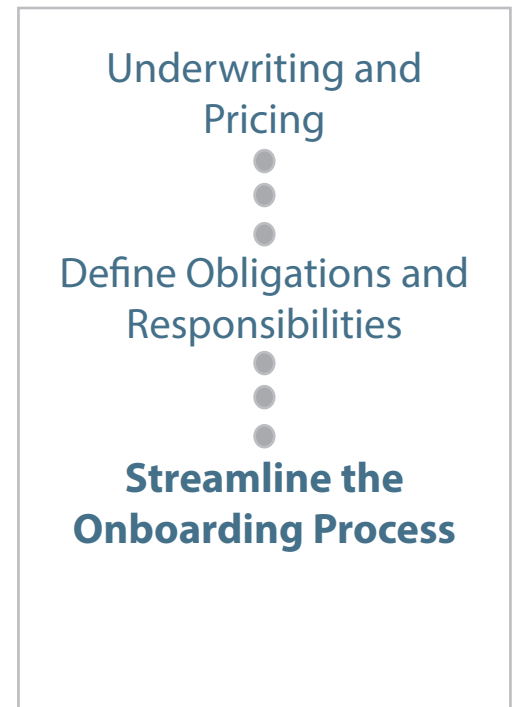 Underwriting and
Pricing
Define Obligations and
Responsibilities
Streamline the
Onboarding Process